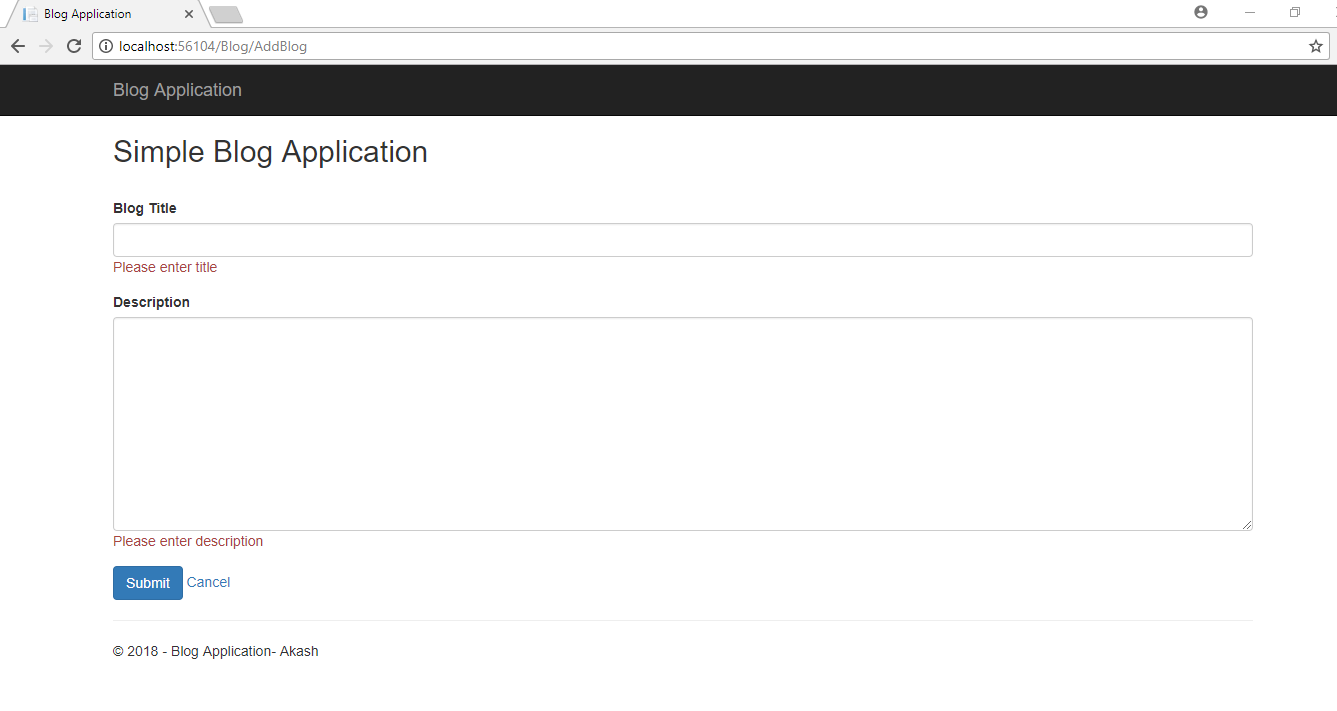 Blog Application
localhost:56104/Blog/AddBlog
Blog Application
Simple Blog Application
Blog Title
Please enter title
Description
Please enter description
Submit Cancel
© 2018 - Blog Application- Akash